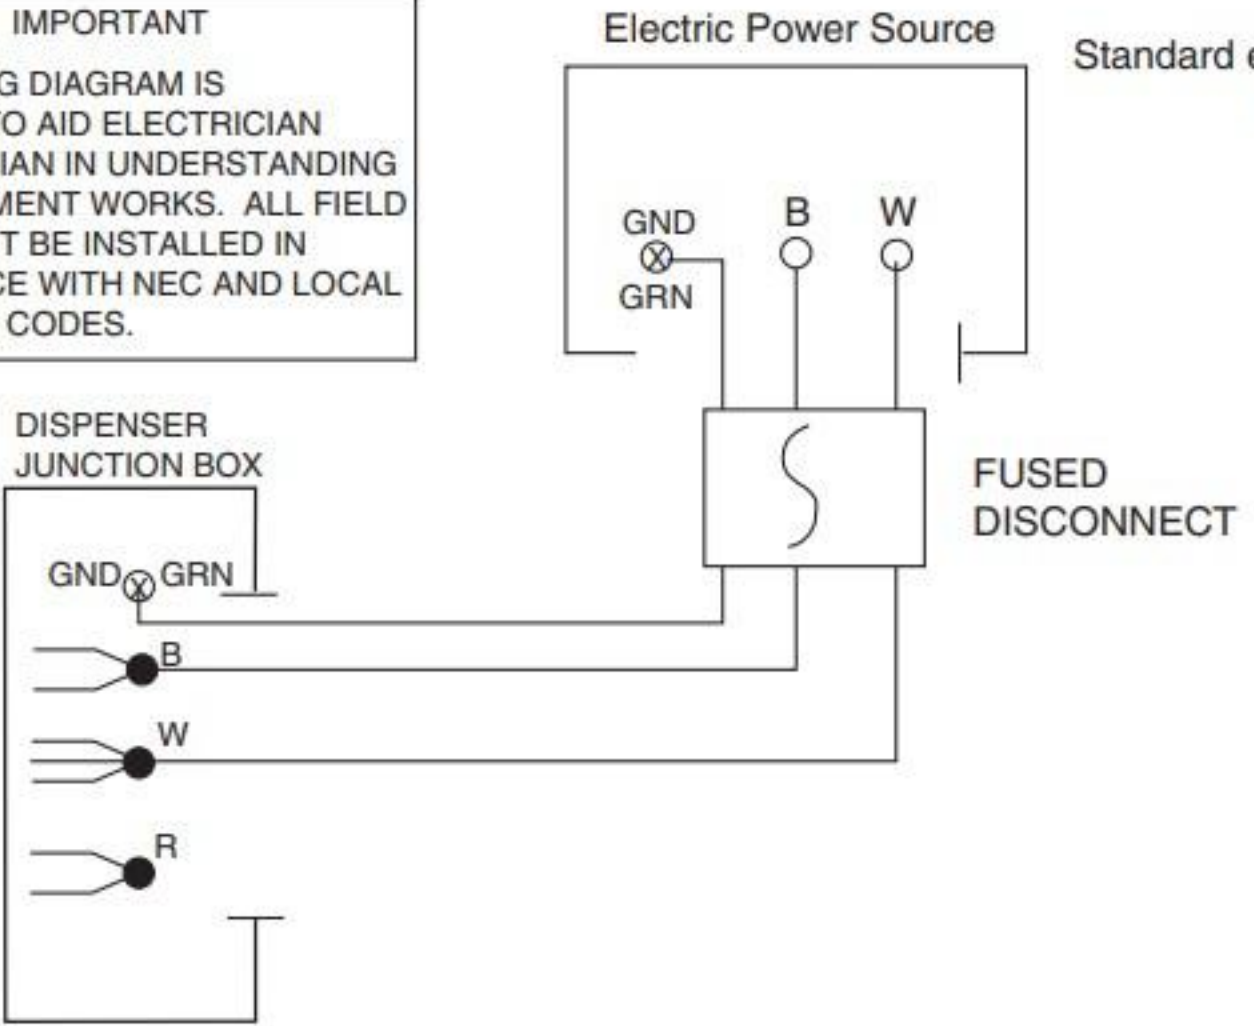 IMPORTANT
G DIAGRAM IS
TO AID ELECTRICIAN
IAN IN UNDERSTANDING
MENT WORKS. ALL FIELD
T BE INSTALLED IN
CE WITH NEC AND LOCAL
CODES.
Electric Power Source
Standard e
GND
B
W
GRN
DISPENSER
JUNCTION BOX
FUSED
DISCONNECT
GND GRN
B
W
R